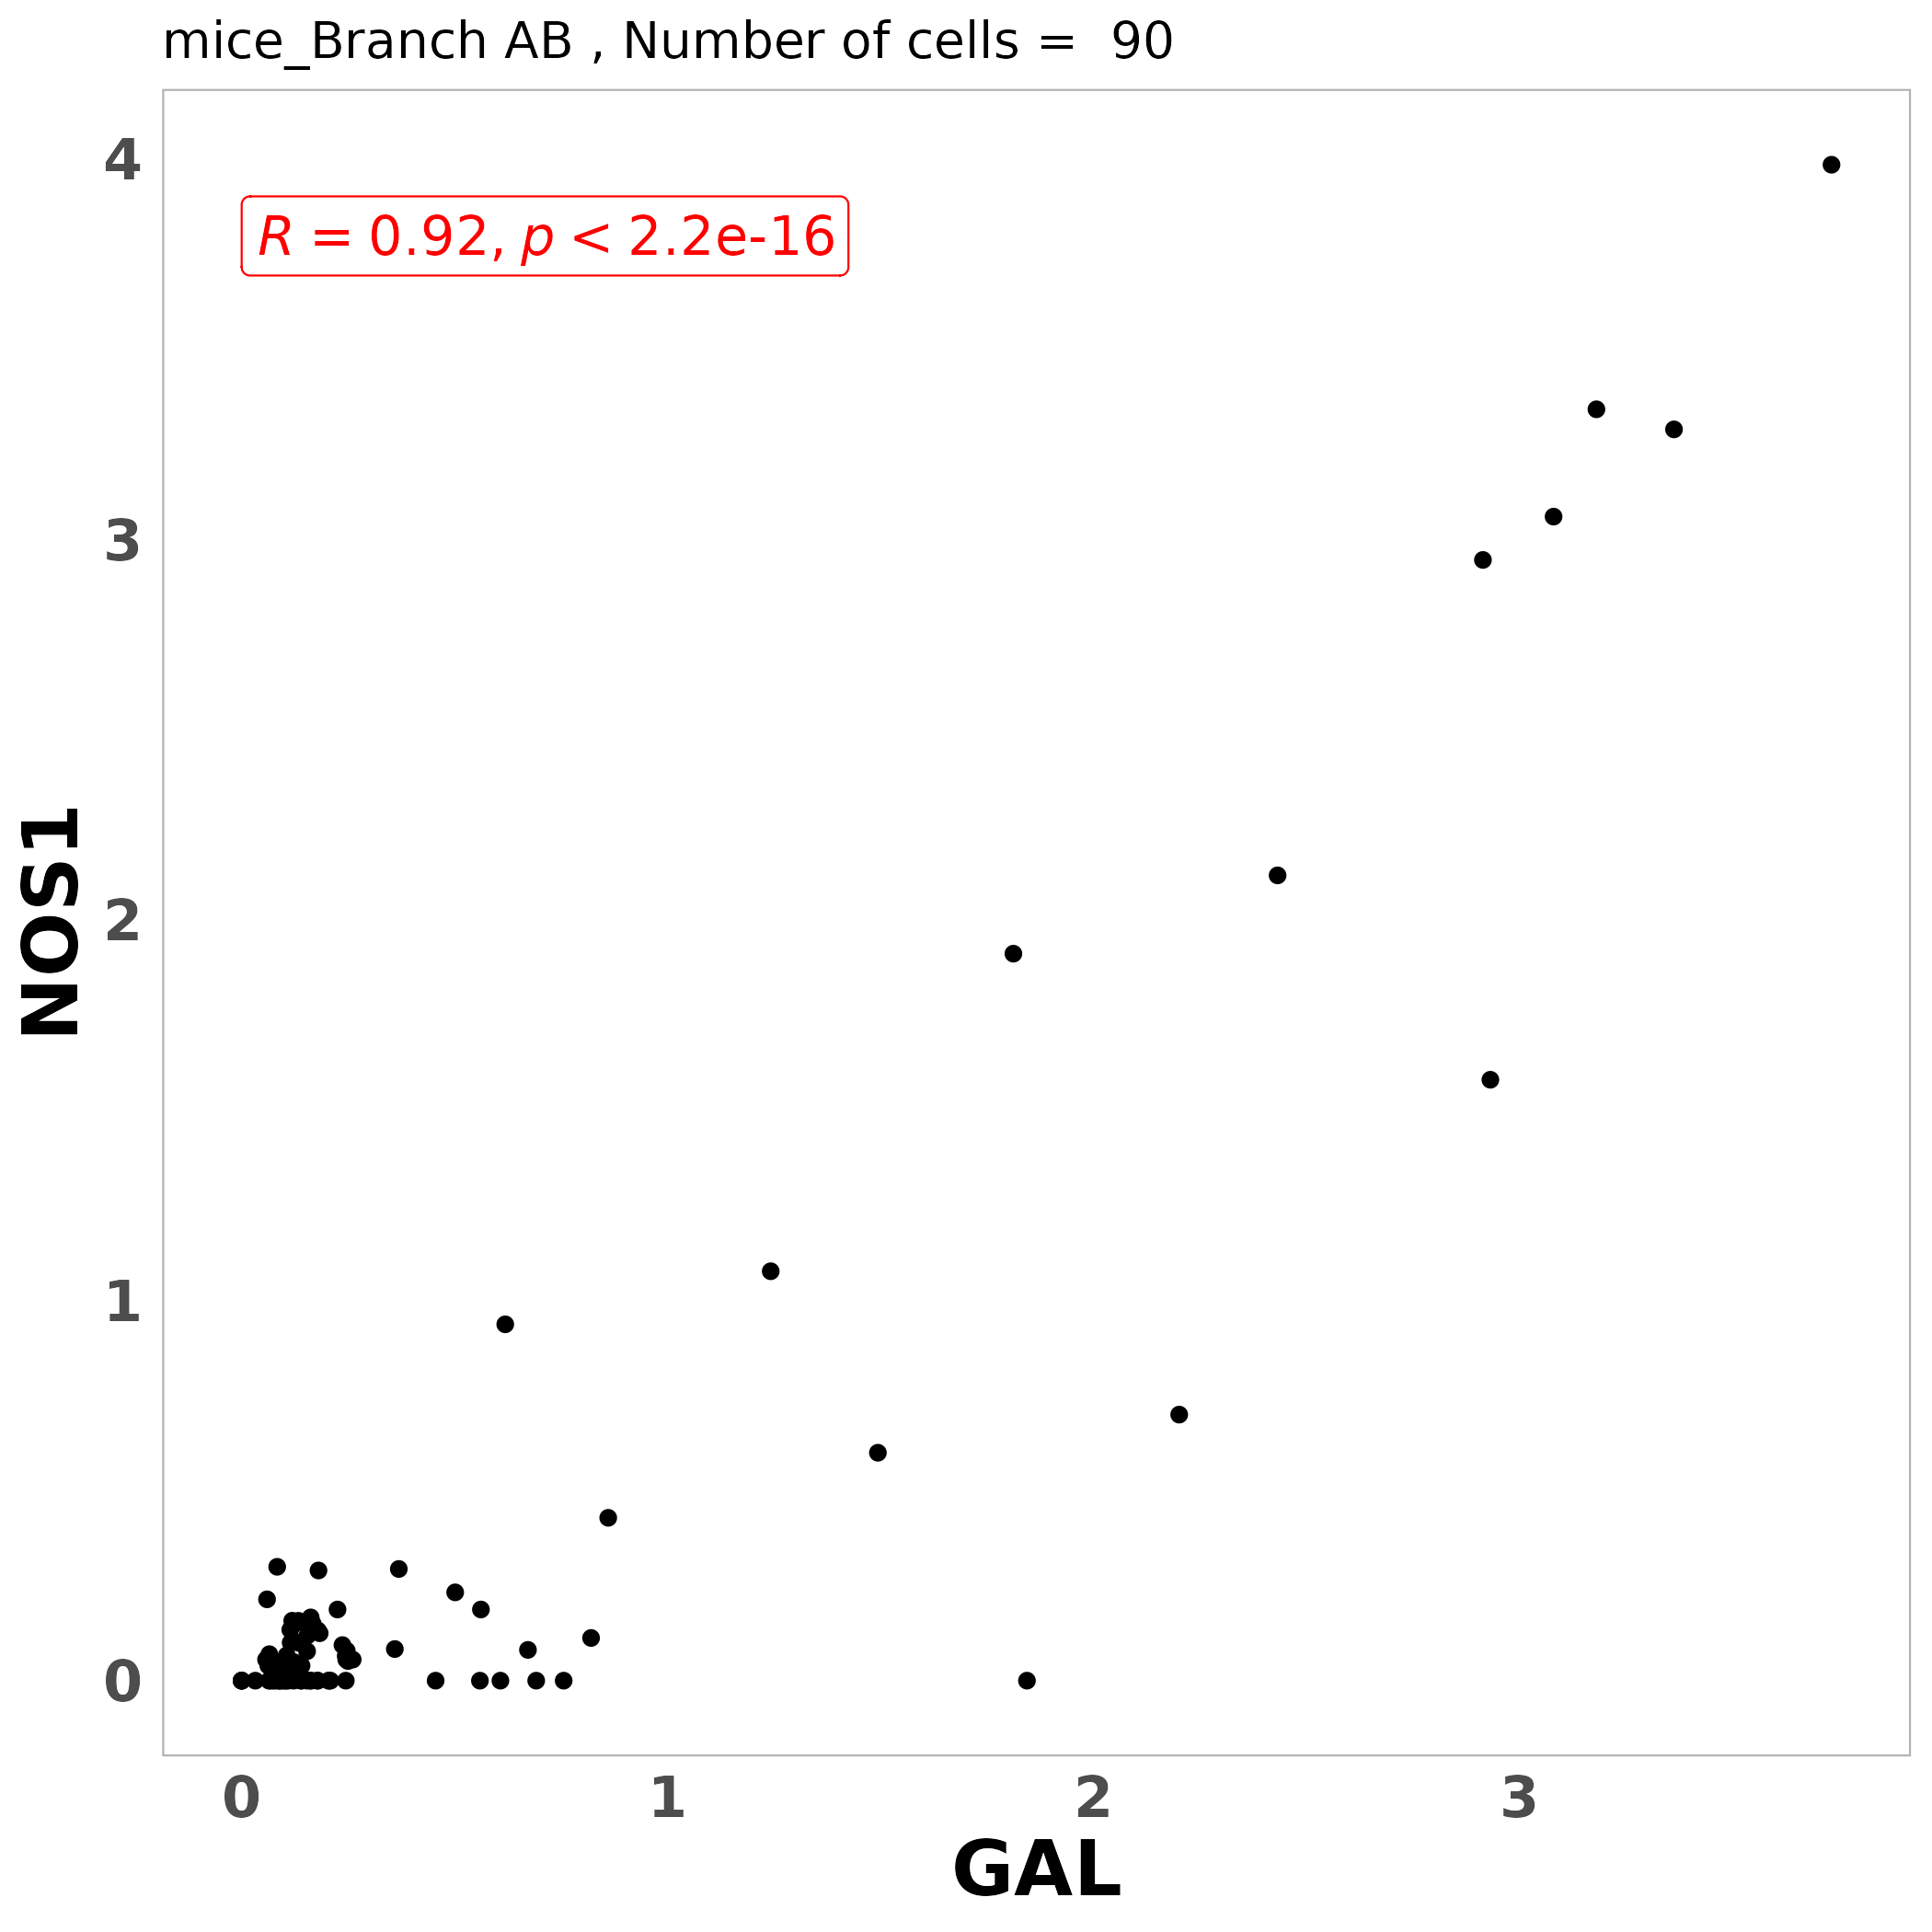 mice_Branch AB , Number of cells =  90
4
R = 0.92, p < 2.2e-16
3
2
1
0
NOS1
0 1 2 3
GAL